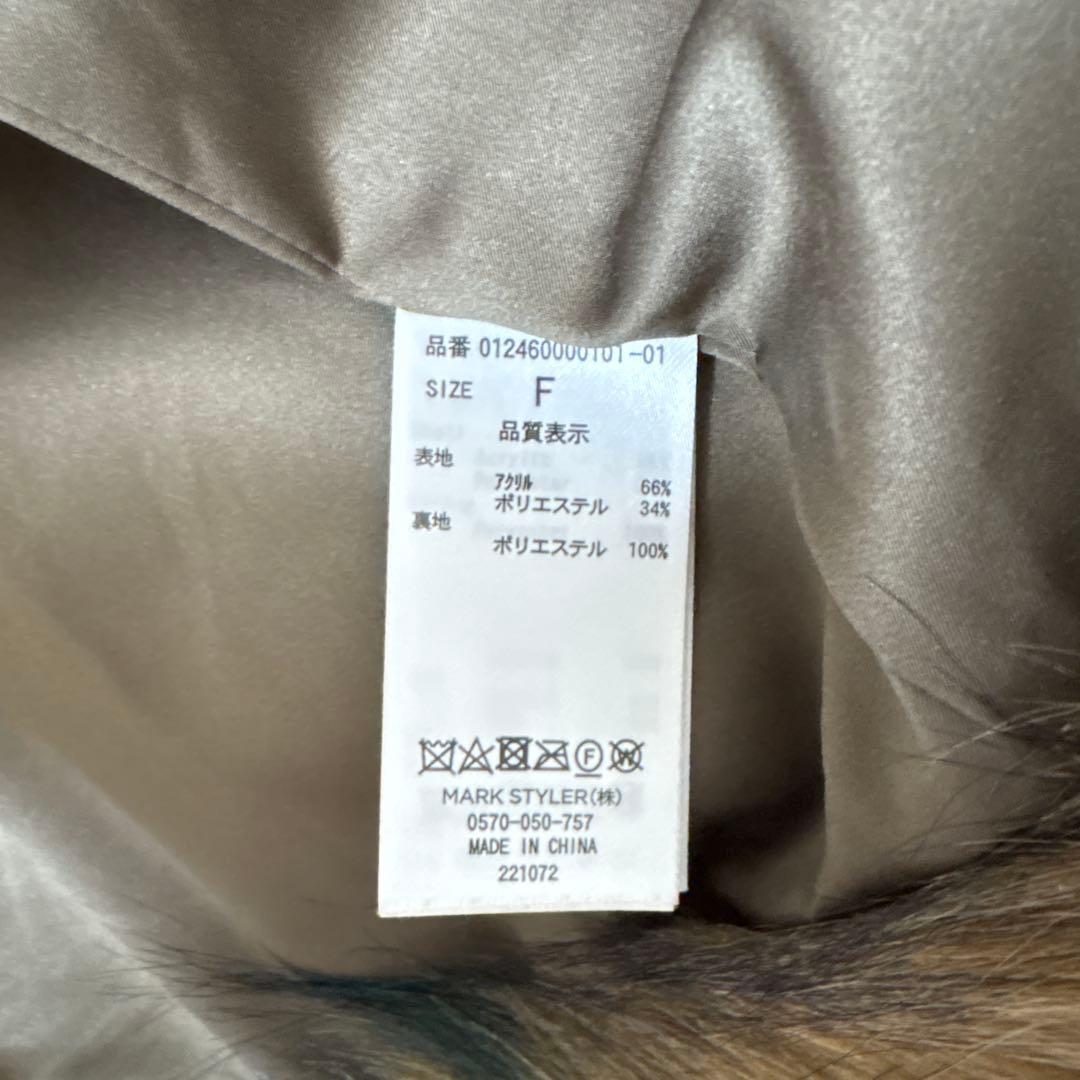 品番 012460000101-01
SIZE F
品質表示
表地
ｱｸﾘﾙ 66%
ポリエステル 34%
裏地
ポリエステル 100%
F W
MARK STYLER(株)
0570-050-757
MADE IN CHINA
221072